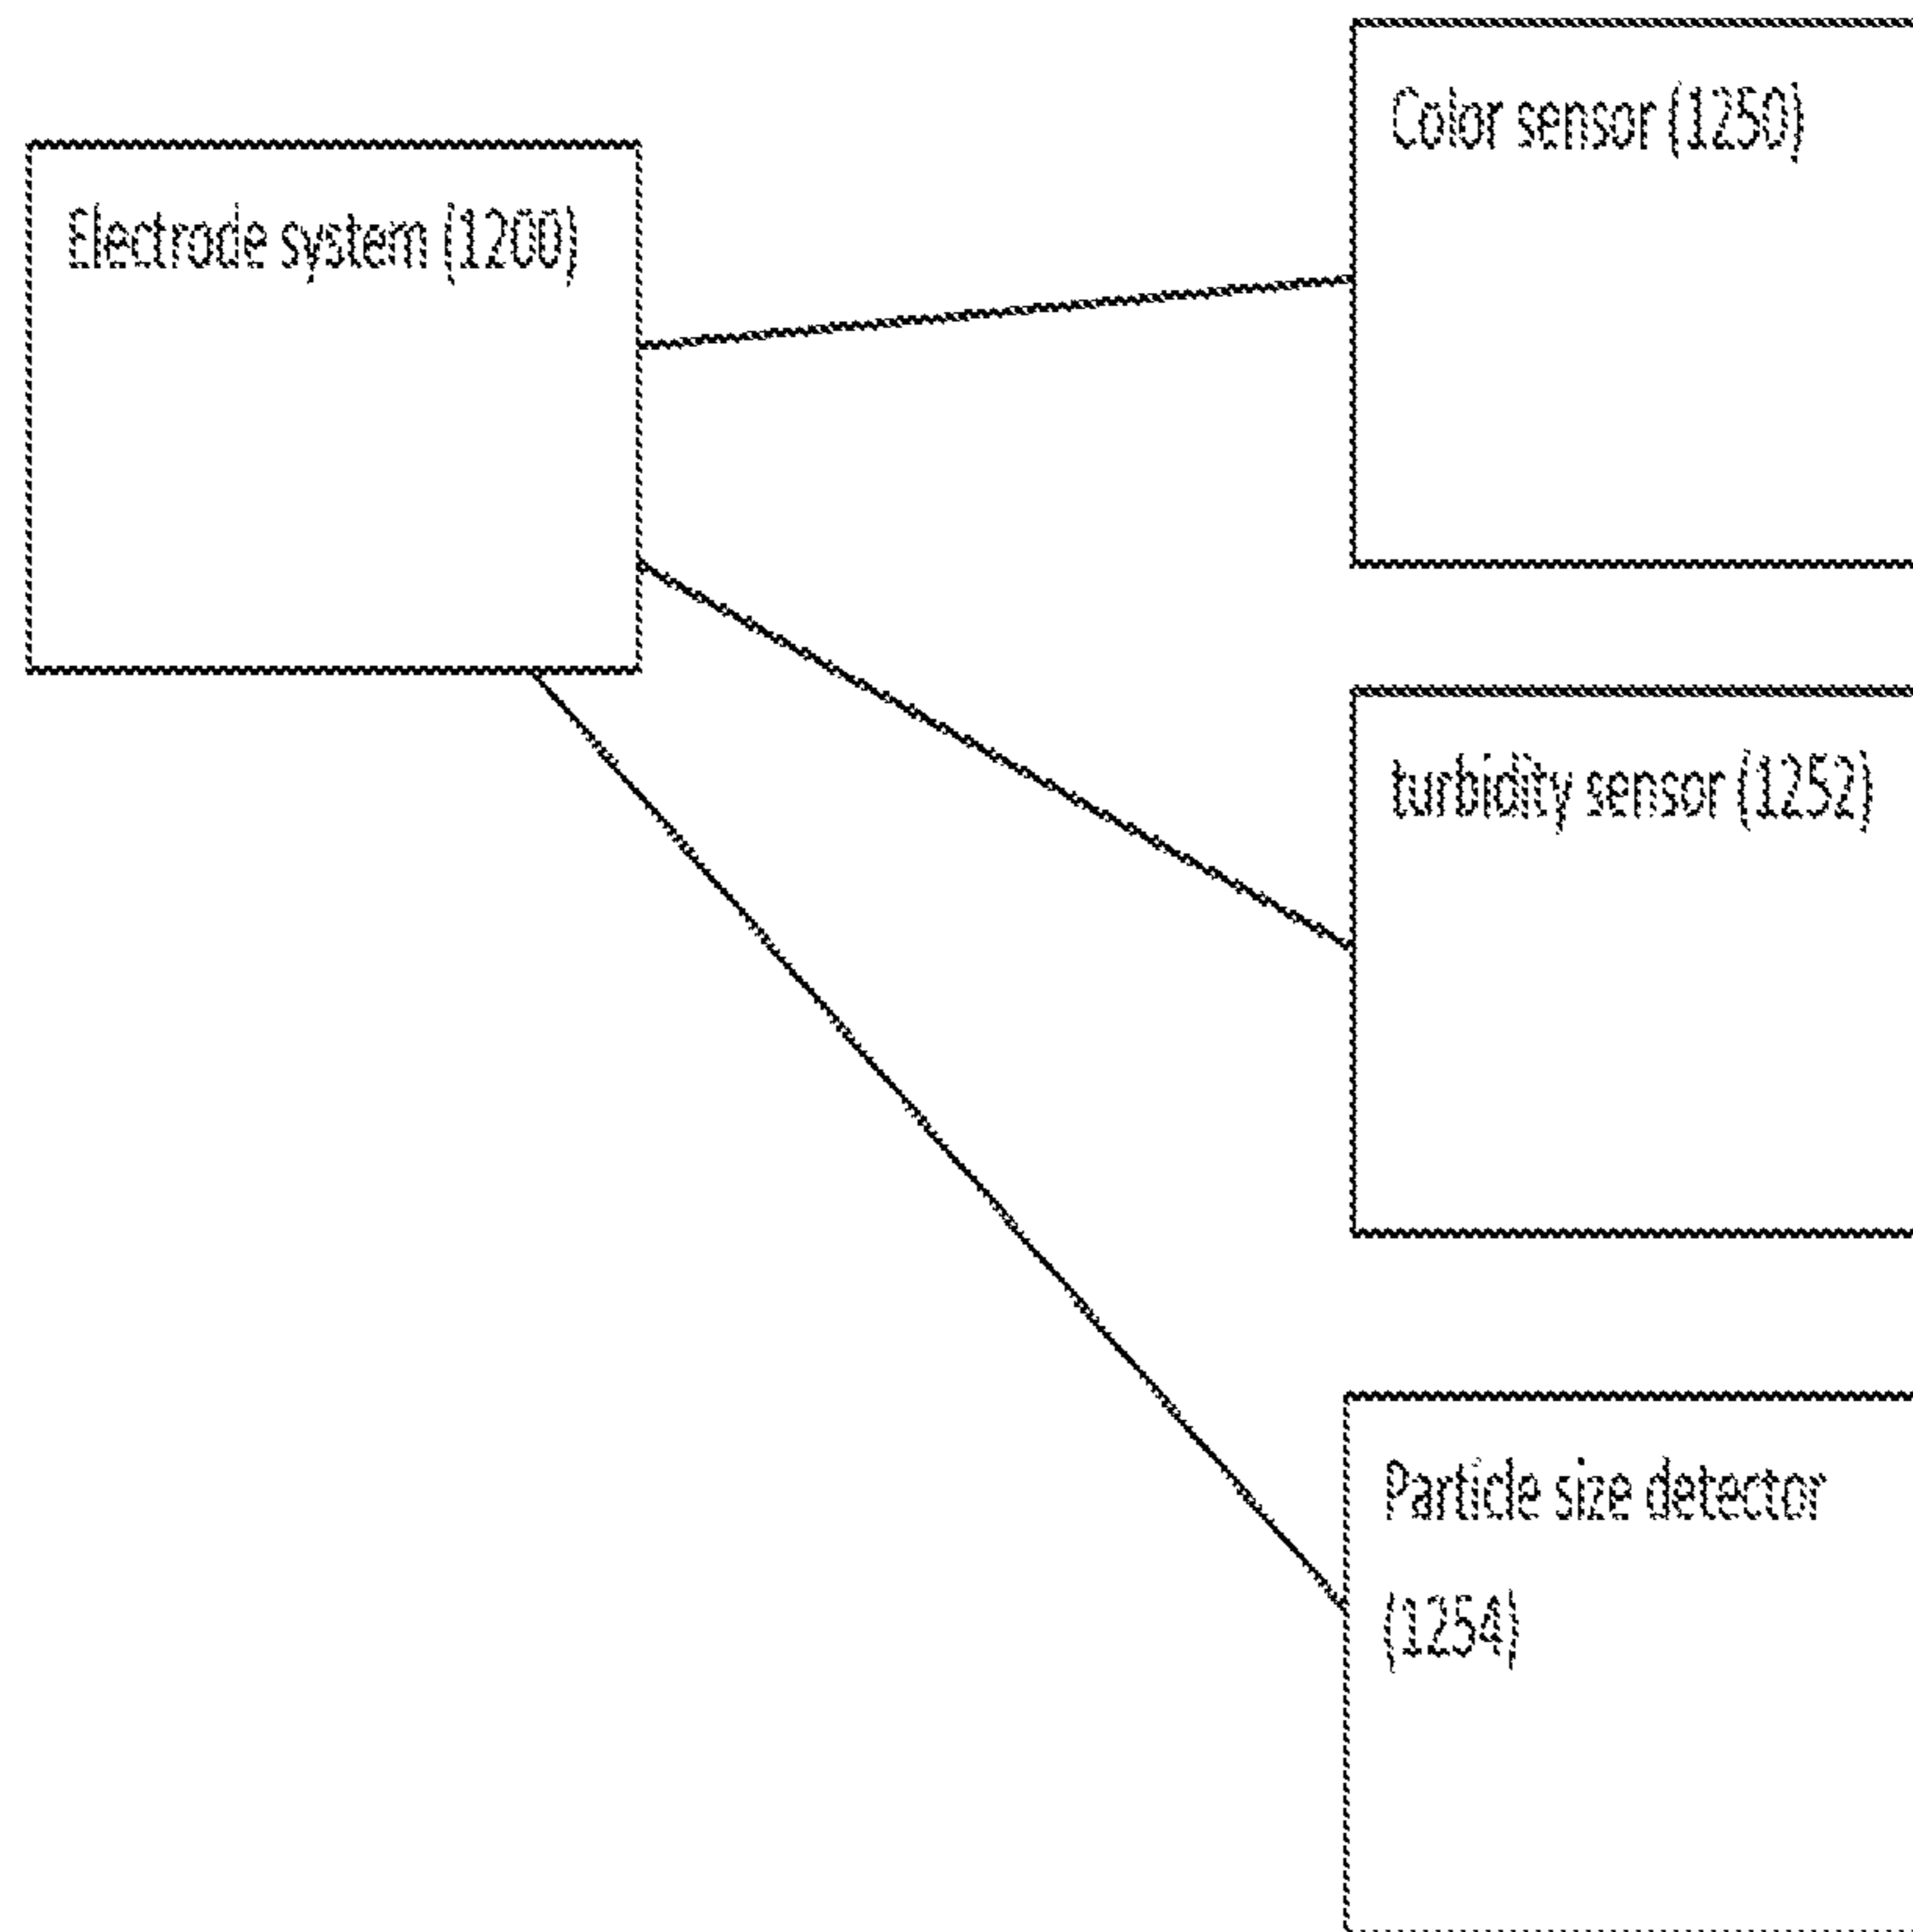 Color sensor (1250)
Electrode system (1200)
turbidity sensor (1252)
Particle size detector
(1254)